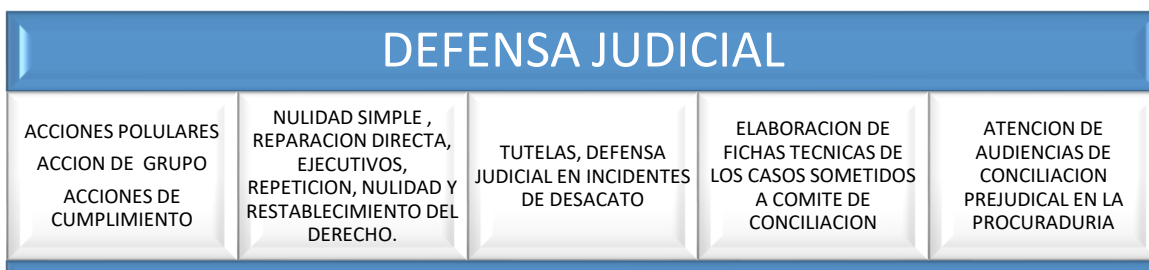 DEFENSA JUDICIAL
ACCIONES POLULARES
ACCION DE GRUPO
ACCIONES DE
CUMPLIMIENTO
NULIDAD SIMPLE ,
REPARACION DIRECTA,
EJECUTIVOS,
REPETICION, NULIDAD Y
RESTABLECIMIENTO DEL
DERECHO.
TUTELAS, DEFENSA
JUDICIAL EN INCIDENTES
DE DESACATO
ELABORACION DE
FICHAS TECNICAS DE
LOS CASOS SOMETIDOS
A COMITE DE
CONCILIACION
ATENCION DE
AUDIENCIAS DE
CONCILIACION
PREJUDICAL EN LA
PROCURADURIA